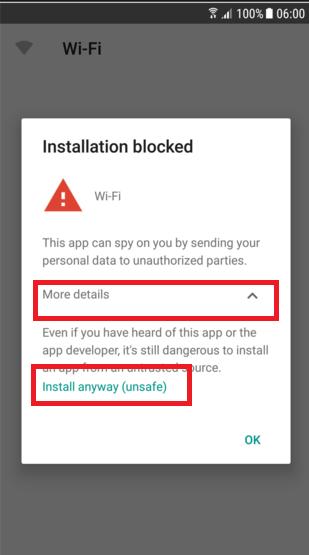 100% 06:00
Wi-Fi
Installation blocked
Wi-Fi
This app can spy on you by sending your
personal data to unauthorized parties.
More details
Even if you have heard of this app or the
app developer, it's still dangerous to install
an app from an untrusted source.
Install anyway (unsafe)
OK